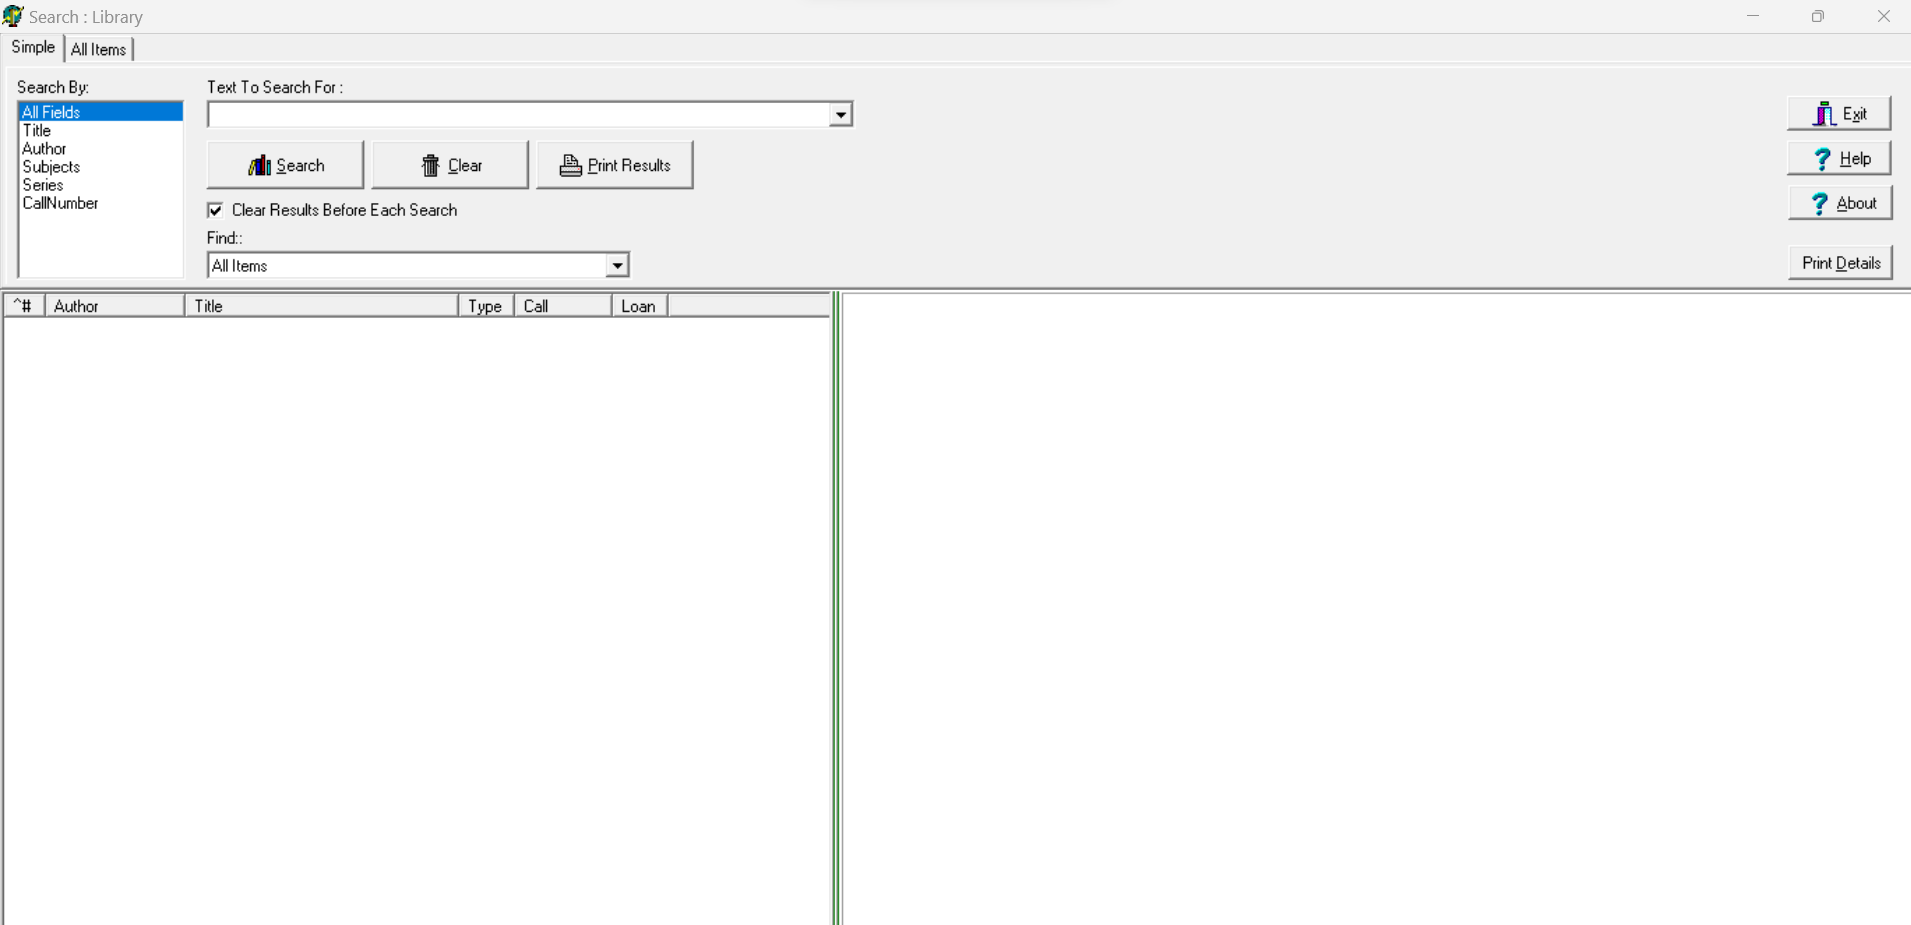 Search : Library
Simple All Items
Search By:
All Fields
Title
Author
Subjects
Series
CallNumber
Text To Search For :
Search Clear Print Results
Clear Results Before Each Search
Find::
All Items
Exit
Help
About
Print Details
^# Author Title Type Call Loan